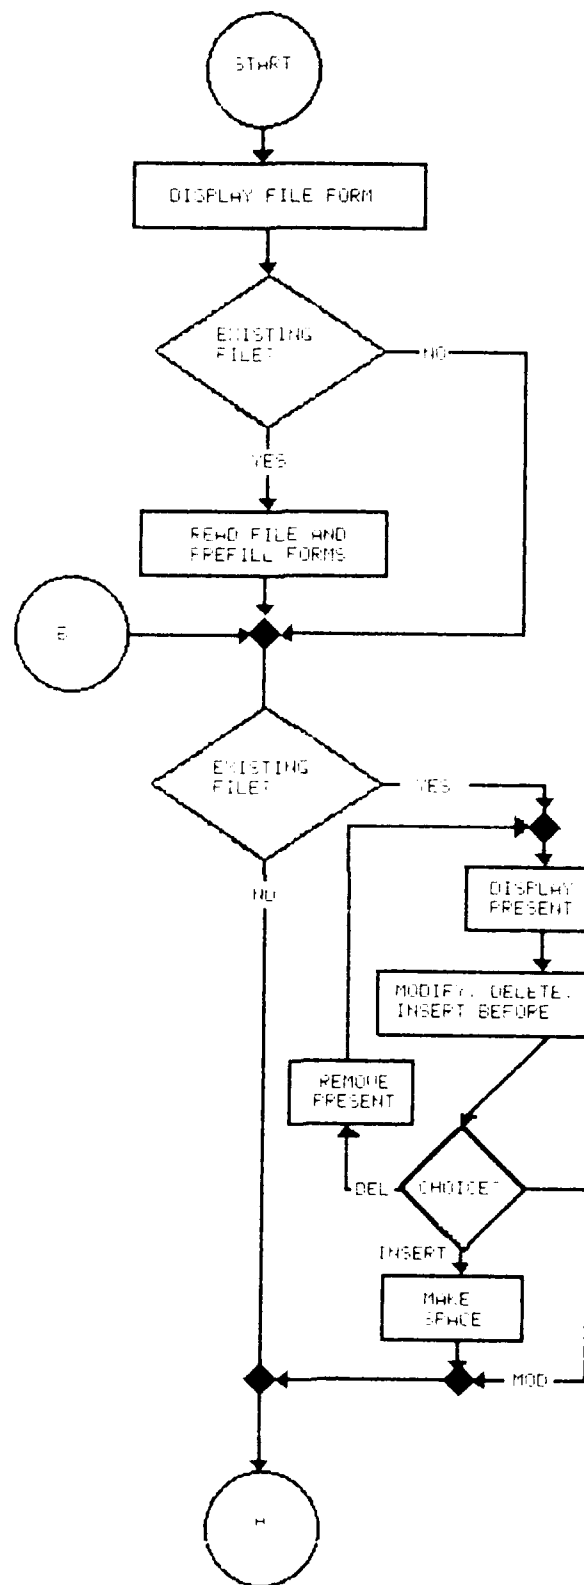 START
DISPLAY FILE FORM
EXISTING
FILE?
NO
YES
READ FILE AND
PREFILL FORMS
B
EXISTING
FILE?
YES
NO
DISPLAY
PRESENT
MODIFY, DELETE,
INSERT BEFORE
REMOVE
PRESENT
DEL
CHOICE?
INSERT
MAKE
SPACE
MOD
A